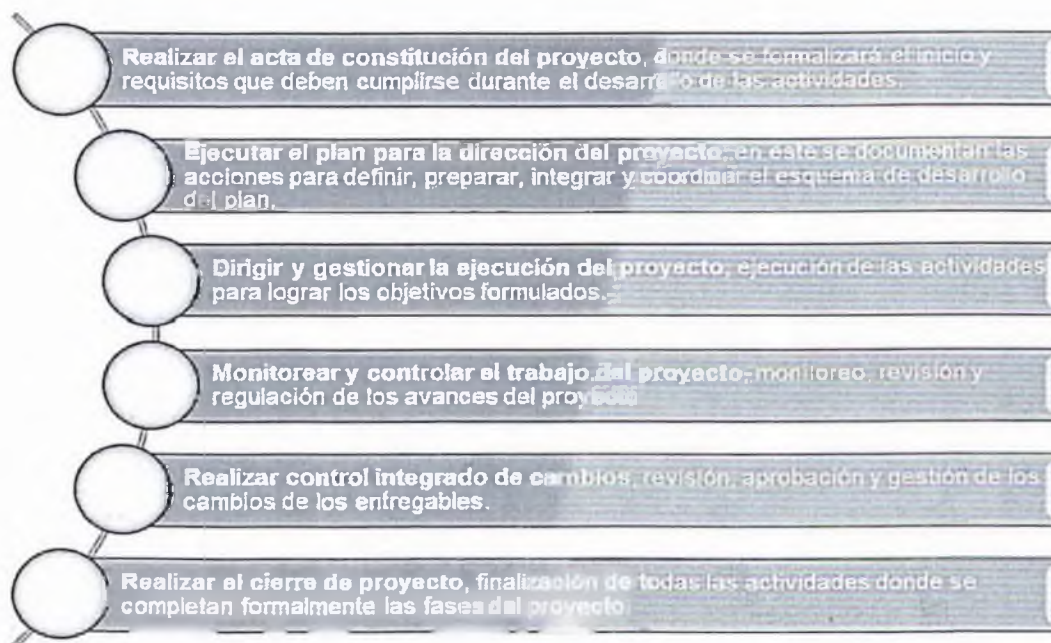 Realizar el acta de constitución del proyecto, donde se formalizará el inicio y
requisitos que deben cumplirse durante el desarrollo de las actividades.
Ejecutar el plan para la dirección del proyecto, en este se documentan las
acciones para definir, preparar, integrar y coordinar el esquema de desarrollo
del plan.
Dirigir y gestionar la ejecución del proyecto, ejecución de las actividades
para lograr los objetivos formulados.
Monitorear y controlar el trabajo del proyecto, monitoreo, revisión y
regulación de los avances del proyecto
Realizar control integrado de cambios, revisión, aprobación y gestión de los
cambios de los entregables.
Realizar el cierre de proyecto, finalización de todas las actividades donde se
completan formalmente las fases del proyecto